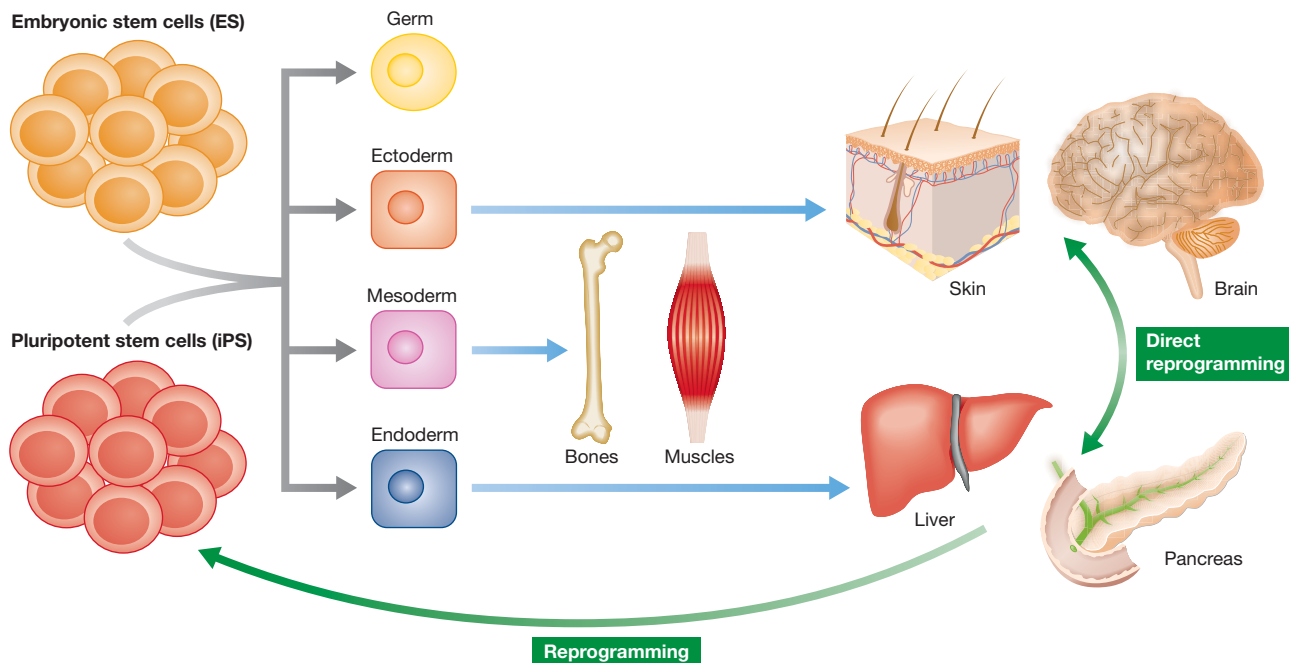 Embryonic stem cells (ES)
Germ
Ectoderm
Mesoderm
Pluripotent stem cells (iPS)
Endoderm
Bones
Muscles
Skin
Brain
Direct
reprogramming
Liver
Pancreas
Reprogramming